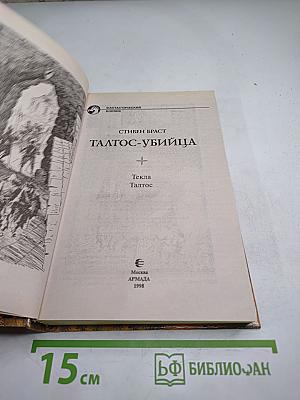 ФАНТАСТИЧЕСКИЙ
БОЕВИК
СТИВЕН БРАСТ
ТАЛТОС-УБИЙЦА
Текла
Талтос
Москва
АРМАДА
1998
15 см
БИБЛИОФАН